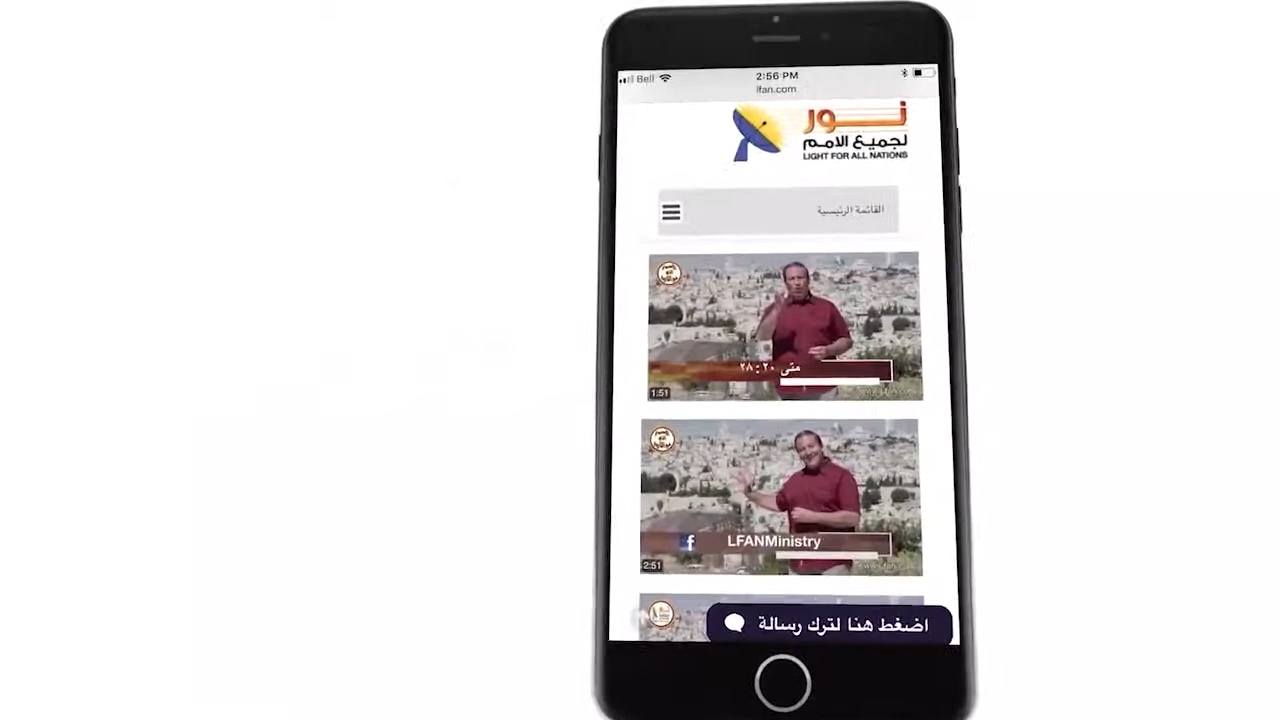 Bell
2:56 PM
lfan.com
نور
لجميع الامم
LIGHT FOR ALL NATIONS
القائمة الرئيسية
متى ٢٨:٢٠
1:51
LFANMinistry
2:51
اضغط هنا لترك رسالة